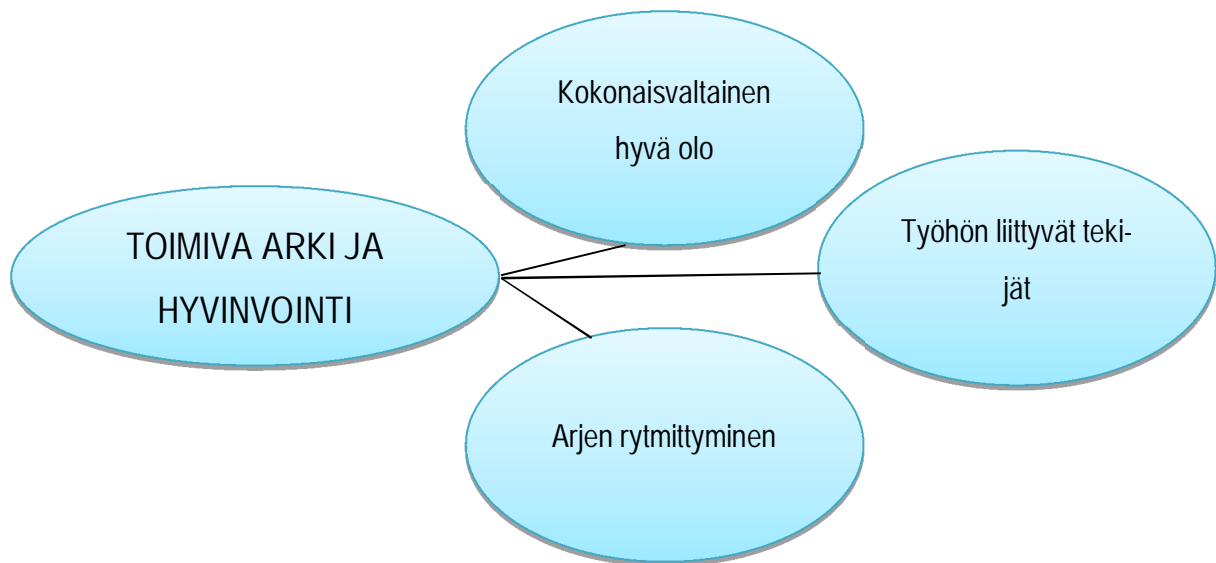 Kokonaisvaltainen
hyvä olo
Työhön liittyvät teki-
jät
TOIMIVA ARKI JA
HYVINVOINTI
Arjen rytmittyminen